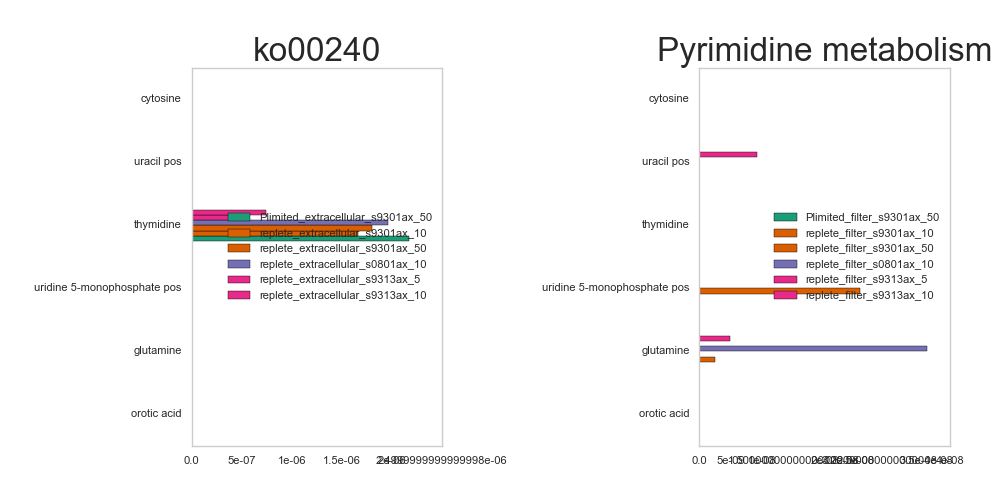 ko00240
cytosine
uracil pos
thymidine
uridine 5-monophosphate pos
glutamine
orotic acid
Plimited_extracellular_s9301ax_50
replete_extracellular_s9301ax_10
replete_extracellular_s9301ax_50
replete_extracellular_s0801ax_10
replete_extracellular_s9313ax_5
replete_extracellular_s9313ax_10
0.0 5e-07 1e-06 1.5e-06
Pyrimidine metabolism
cytosine
uracil pos
thymidine
uridine 5-monophosphate pos
glutamine
orotic acid
Plimited_filter_s9301ax_50
replete_filter_s9301ax_10
replete_filter_s9301ax_50
replete_filter_s0801ax_10
replete_filter_s9313ax_5
replete_filter_s9313ax_10
0.0